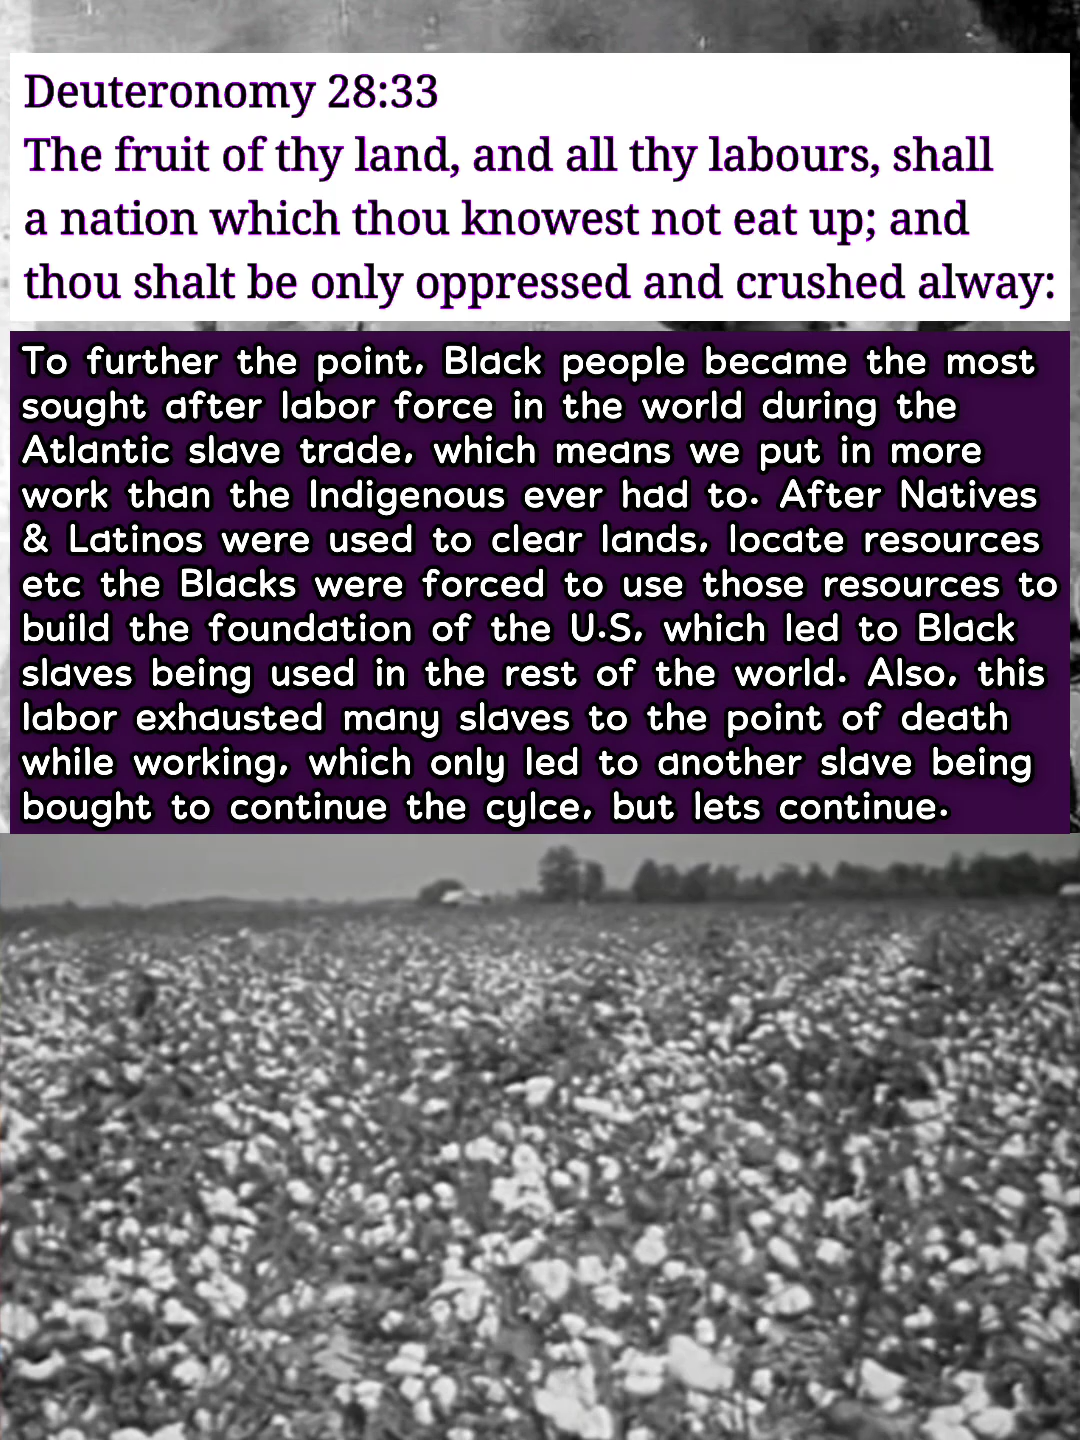 Deuteronomy 28:33
The fruit of thy land, and all thy labours, shall
a nation which thou knowest not eat up; and
thou shalt be only oppressed and crushed alway:
To further the point, Black people became the most
sought after labor force in the world during the
Atlantic slave trade, which means we put in more
work than the Indigenous ever had to. After Natives
& Latinos were used to clear lands, locate resources
etc the Blacks were forced to use those resources to
build the foundation of the U.S, which led to Black
slaves being used in the rest of the world. Also, this
labor exhausted many slaves to the point of death
while working, which only led to another slave being
bought to continue the cylce, but lets continue.